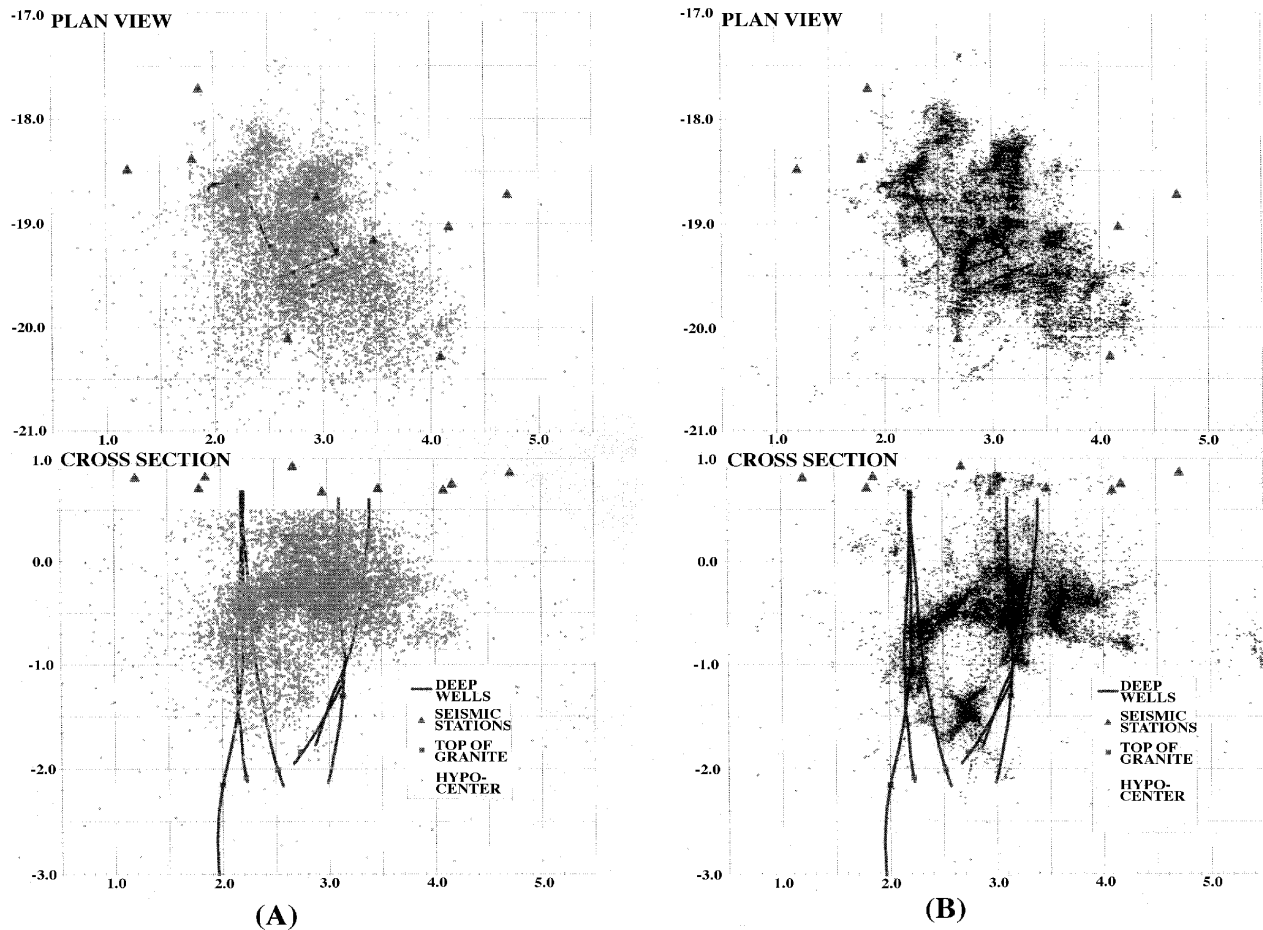 -17.0
PLAN VIEW
-18.0
-19.0
-20.0
-21.0
1.0 2.0 3.0 4.0 5.0
1.0
CROSS SECTION
0.0
-1.0
-2.0
-3.0
DEEP
WELLS
SEISMIC
STATIONS
TOP OF
GRANITE
HYPO-
CENTER
1.0 2.0 3.0 4.0 5.0
(A)
-17.0
PLAN VIEW
-18.0
-19.0
-20.0
-21.0
1.0 2.0 3.0 4.0 5.0
1.0
CROSS SECTION
0.0
-1.0
-2.0
-3.0
DEEP
WELLS
SEISMIC
STATIONS
TOP OF
GRANITE
HYPO-
CENTER
1.0 2.0 3.0 4.0 5.0
(B)